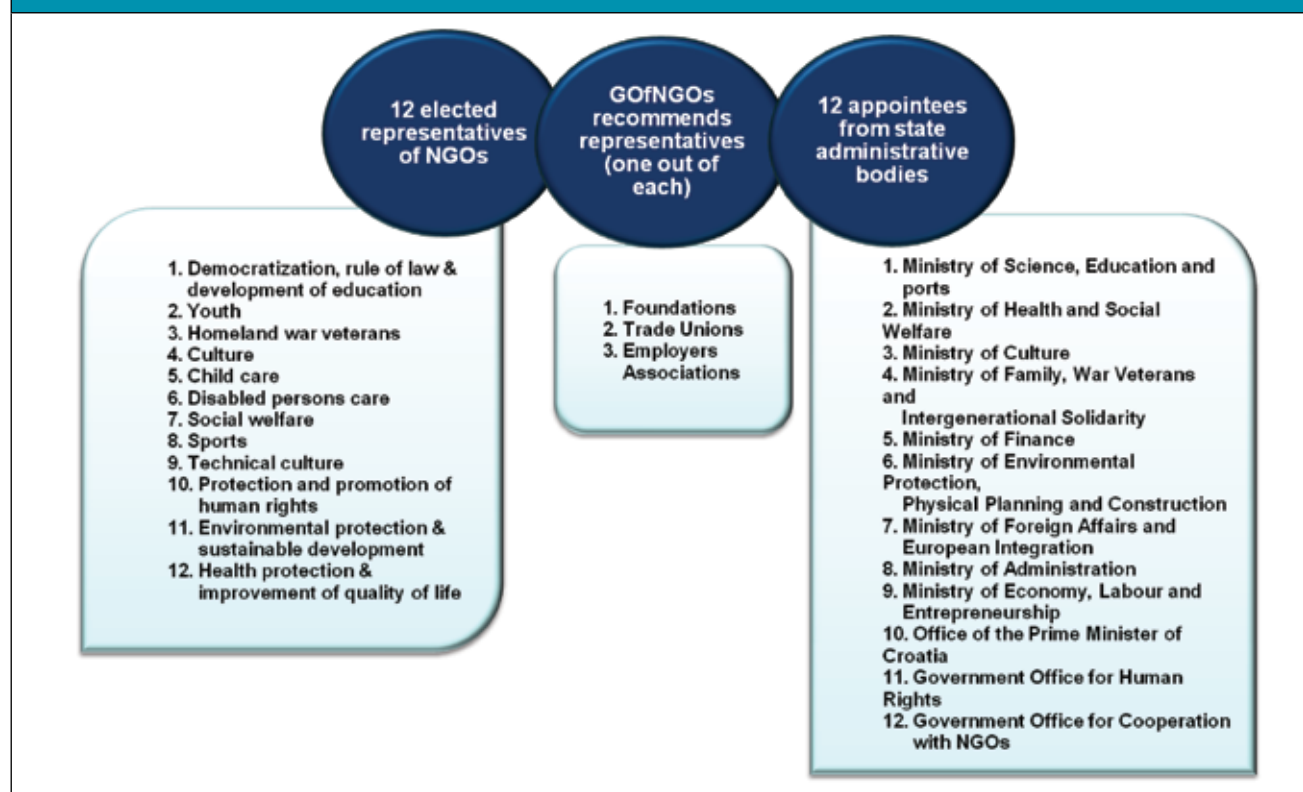 12 elected
representatives
of NGOs
GOfNGOs
recommends
representatives
(one out of
each)
12 appointees
from state
administrative
bodies
1. Democratization, rule of law &
development of education
2. Youth
3. Homeland war veterans
4. Culture
5. Child care
6. Disabled persons care
7. Social welfare
8. Sports
9. Technical culture
10. Protection and promotion of
human rights
11. Environmental protection &
sustainable development
12. Health protection &
improvement of quality of life
1. Foundations
2. Trade Unions
3. Employers
Associations
1. Ministry of Science, Education and
ports
2. Ministry of Health and Social
Welfare
3. Ministry of Culture
4. Ministry of Family, War Veterans
and
Intergenerational Solidarity
5. Ministry of Finance
6. Ministry of Environmental
Protection,
Physical Planning and Construction
7. Ministry of Foreign Affairs and
European Integration
8. Ministry of Administration
9. Ministry of Economy, Labour and
Entrepreneurship
10. Office of the Prime Minister of
Croatia
11. Government Office for Human
Rights
12. Government Office for Cooperation
with NGOs